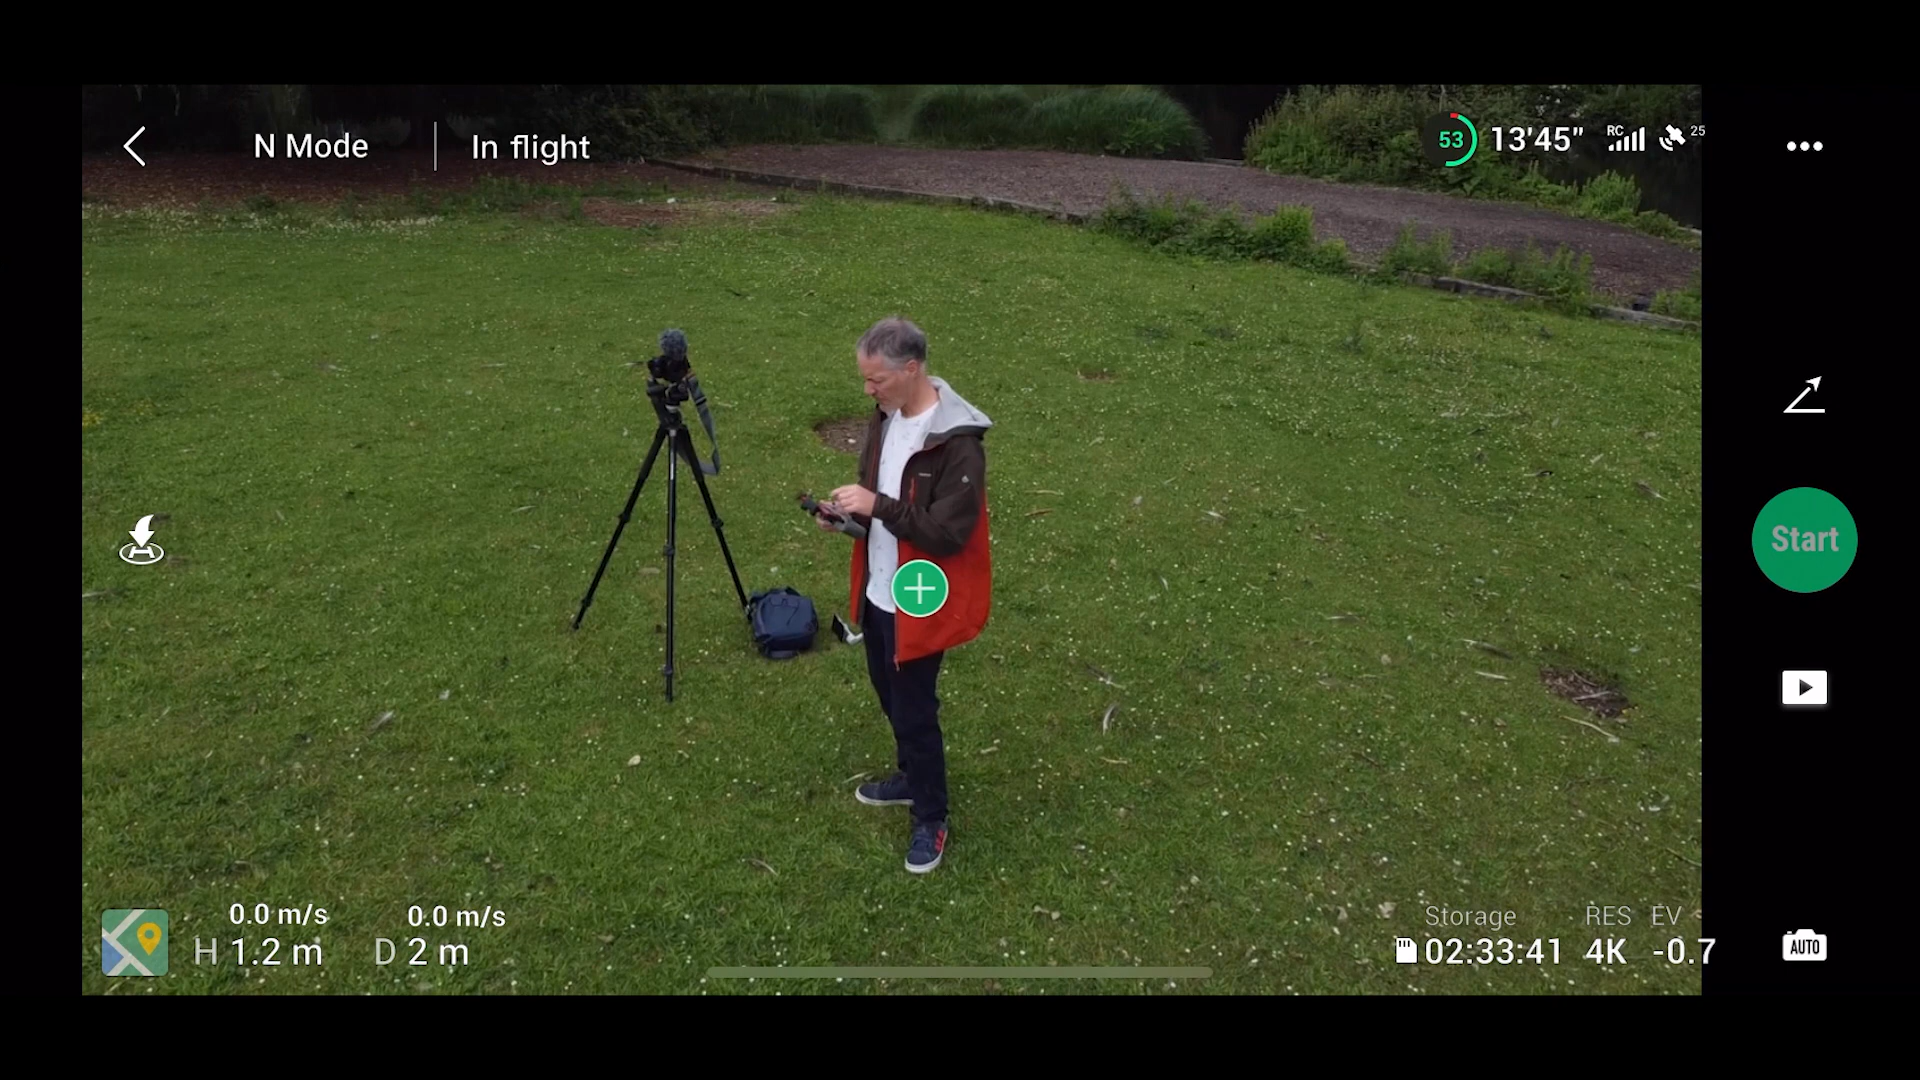 N Mode
In flight
53
13'45"
RC
25
Start
0.0 m/s
0.0 m/s
H 1.2 m
D 2 m
Storage
RES
EV
02:33:41
4K
-0.7
AUTO